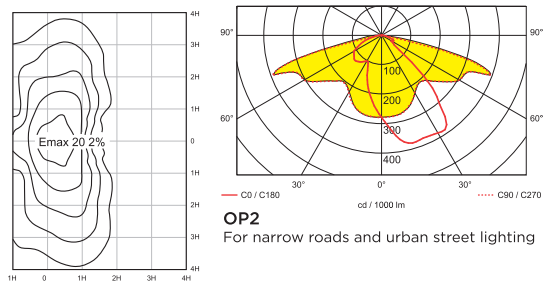 4H
3H
2H
1H
0
1H
2H
3H
4H
Emax 20 2%
1H 0 1H 2H 3H 4H
90° 90°
60° 60°
100
200
300
400
30° 0° 30°
C0 / C180 C90 / C270
cd / 1000 lm
OP2
For narrow roads and urban street lighting